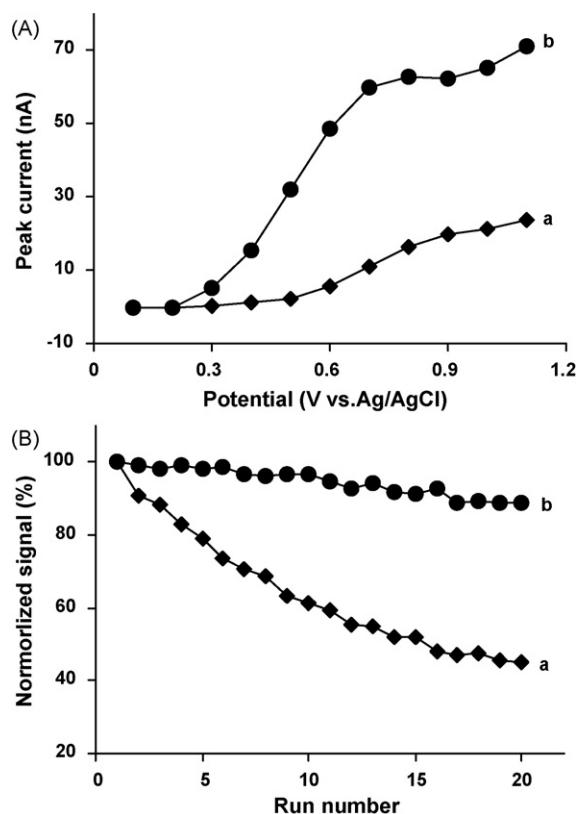 (A)
70
50
30
10
-10
Peak current (nA)
b
a
0
0.3
0.6
0.9
1.2
Potential (V vs.Ag/AgCl)
(B)
100
80
60
40
20
Normorlized signal (%)
b
a
0
5
10
15
20
Run number